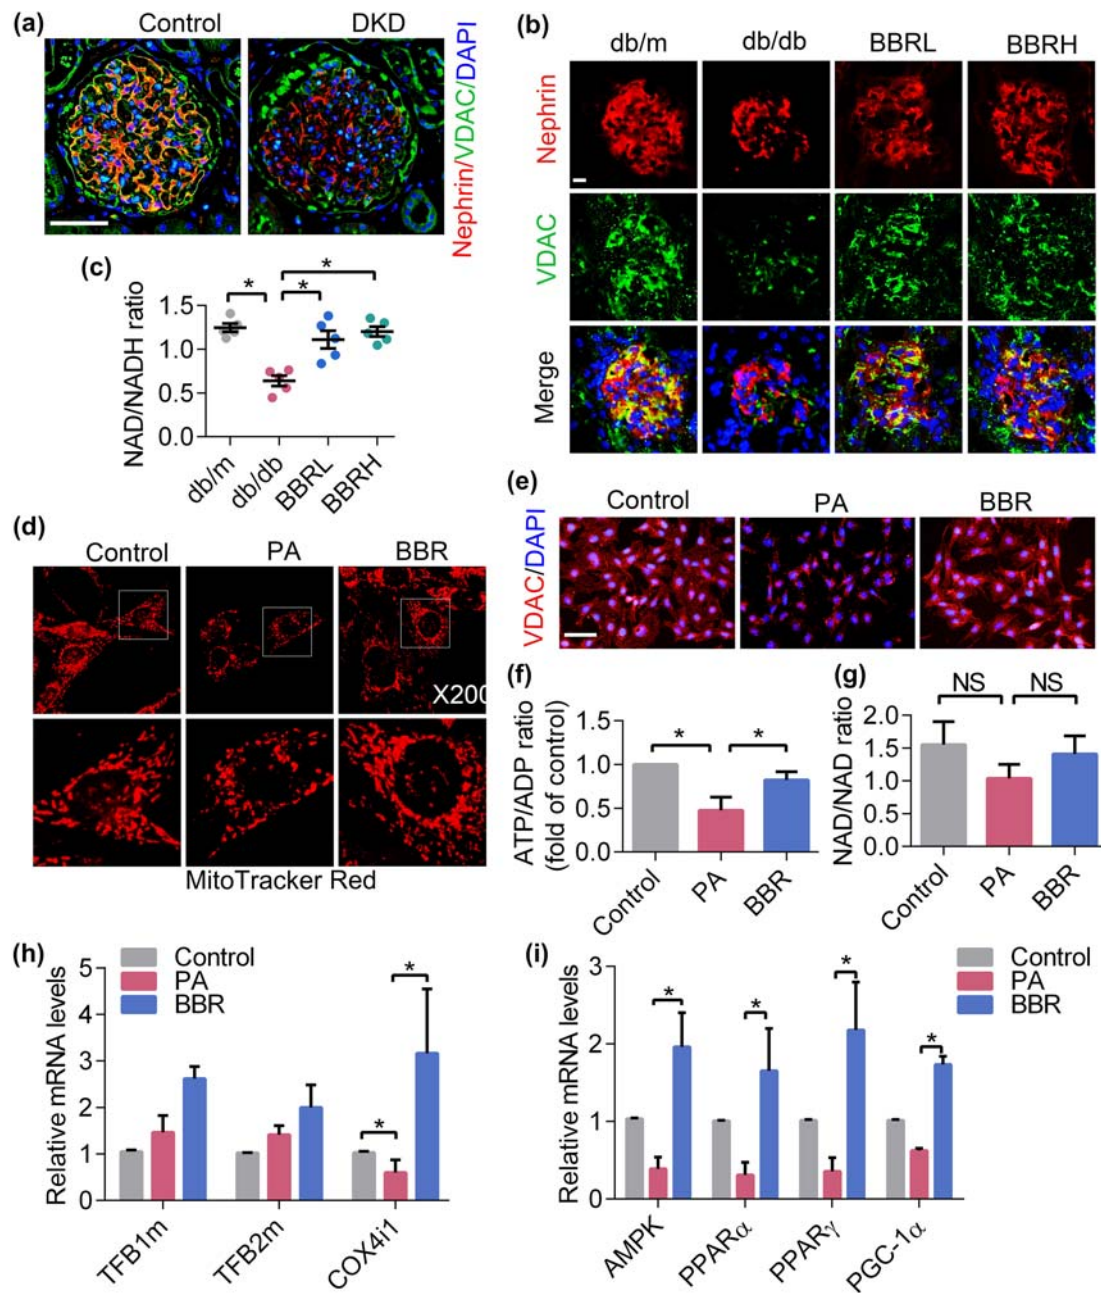 (a)
Control DKD
Nephrin/VDAC/DAPI
(b)
db/m db/db BBRL BBRH
Nephrin
VDAC
Merge
(c)
* * *
NAD/NADH ratio
1.5
1.0
0.5
0.0
db/m db/db BBRL BBRH
(d)
Control PA BBR
X200
MitoTracker Red
(e)
Control PA BBR
VDAC/DAPI
(f)
ATP/ADP ratio
(fold of control)
1.5
1.0
0.5
0.0
* *
Control PA BBR
(g)
NAD/NAD ratio
NS NS
2.0
1.5
1.0
0.5
0.0
Control PA BBR
(h)
Control
PA
BBR
Relative mRNA levels
5
4
3
2
1
0
* *
TFB1m TFB2m COX4i1
(i)
Control
PA
BBR
Relative mRNA levels
3
2
1
0
* * * *
AMPK PPARα PPARγ PGC-1α